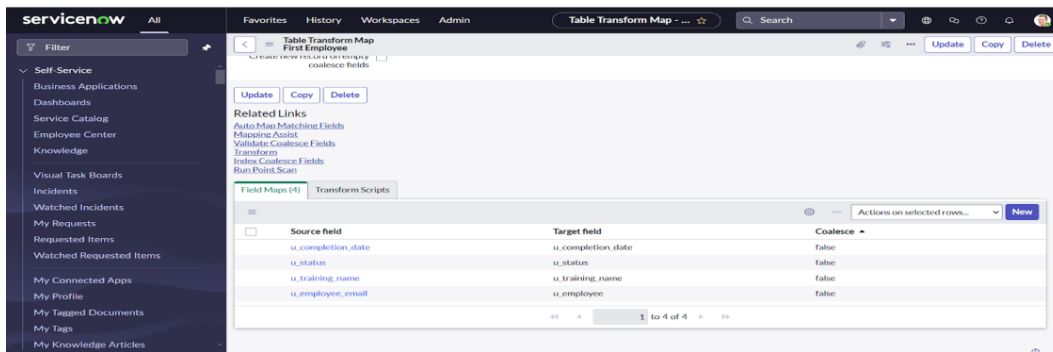 servicenow All Favorites History Workspaces Admin Table Transform Map - ... Search
Filter
Self-Service
Business Applications
Dashboards
Service Catalog
Employee Center
Knowledge
Visual Task Boards
Incidents
Watched Incidents
My Requests
Requested Items
Watched Requested Items
My Connected Apps
My Profile
My Tagged Documents
My Tags
My Knowledge Articles
Table Transform Map
First Employee
Update Copy Delete
Create new record on empty
coalesce fields
Update Copy Delete
Related Links
Auto Map Matching Fields
Mapping Assist
Validate Coalesce Fields
Transform
Index Coalesce Fields
Run Point Scan
Field Maps (4) Transform Scripts
Actions on selected rows... New
Source field Target field Coalesce
u_completion_date u_completion_date false
u_status u_status false
u_training_name u_training_name false
u_employee_email u_employee false
1 to 4 of 4